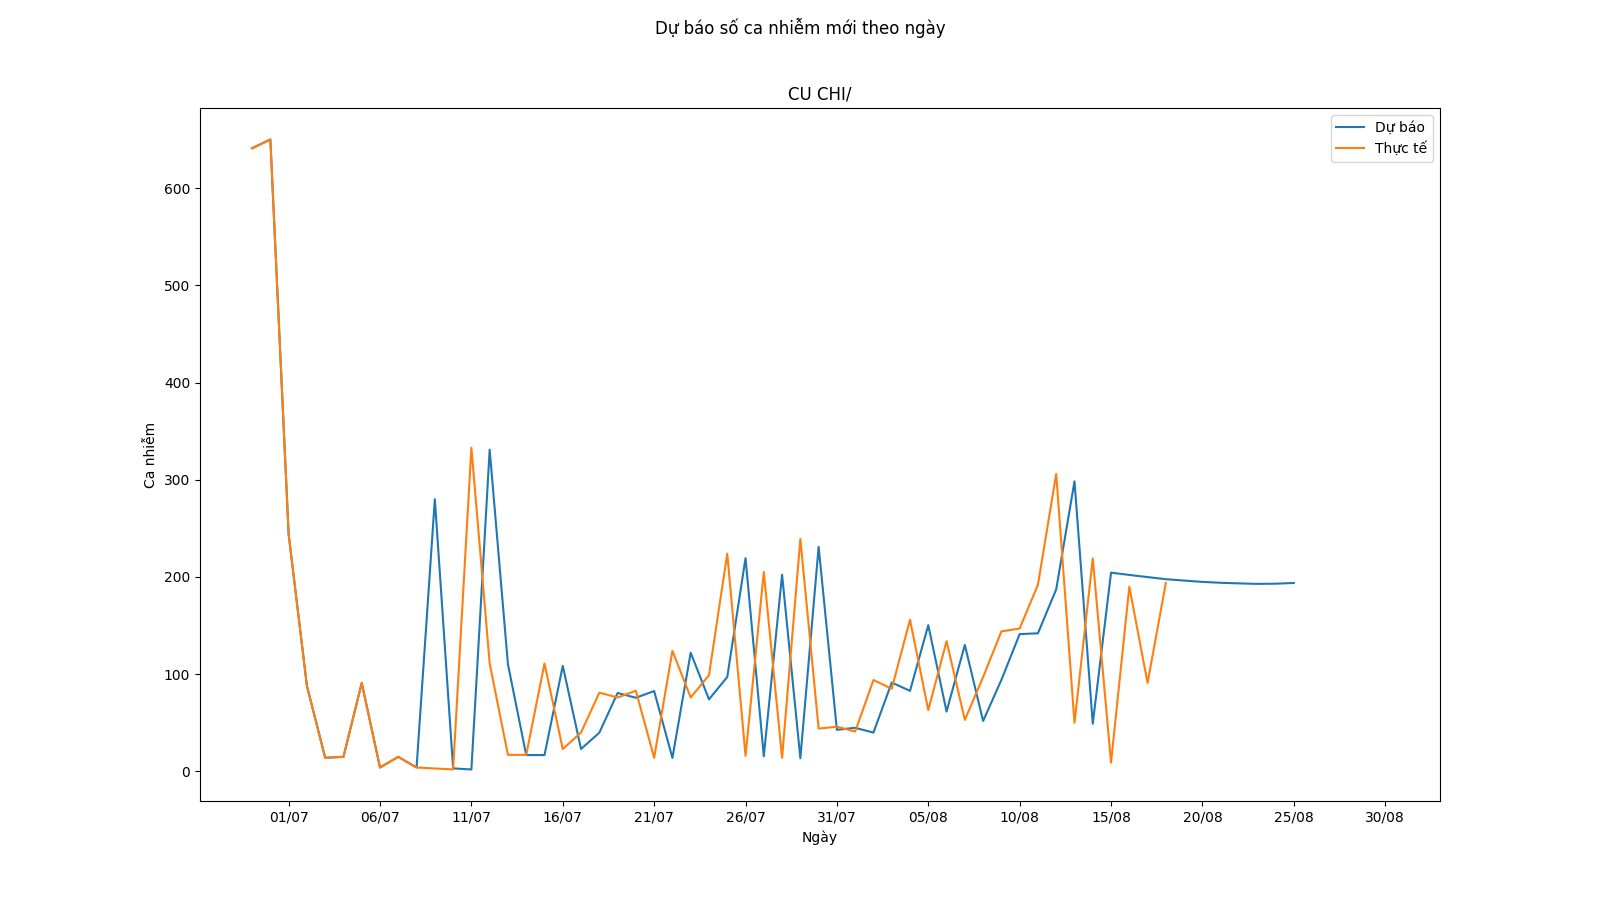 Dự báo số ca nhiễm mới theo ngày
CU CHI/
Dự báo
Thực tế
600
500
400
300
200
100
0
Ca nhiễm
01/07 06/07 11/07 16/07 21/07 26/07 31/07 05/08 10/08 15/08 20/08 25/08 30/08
Ngày